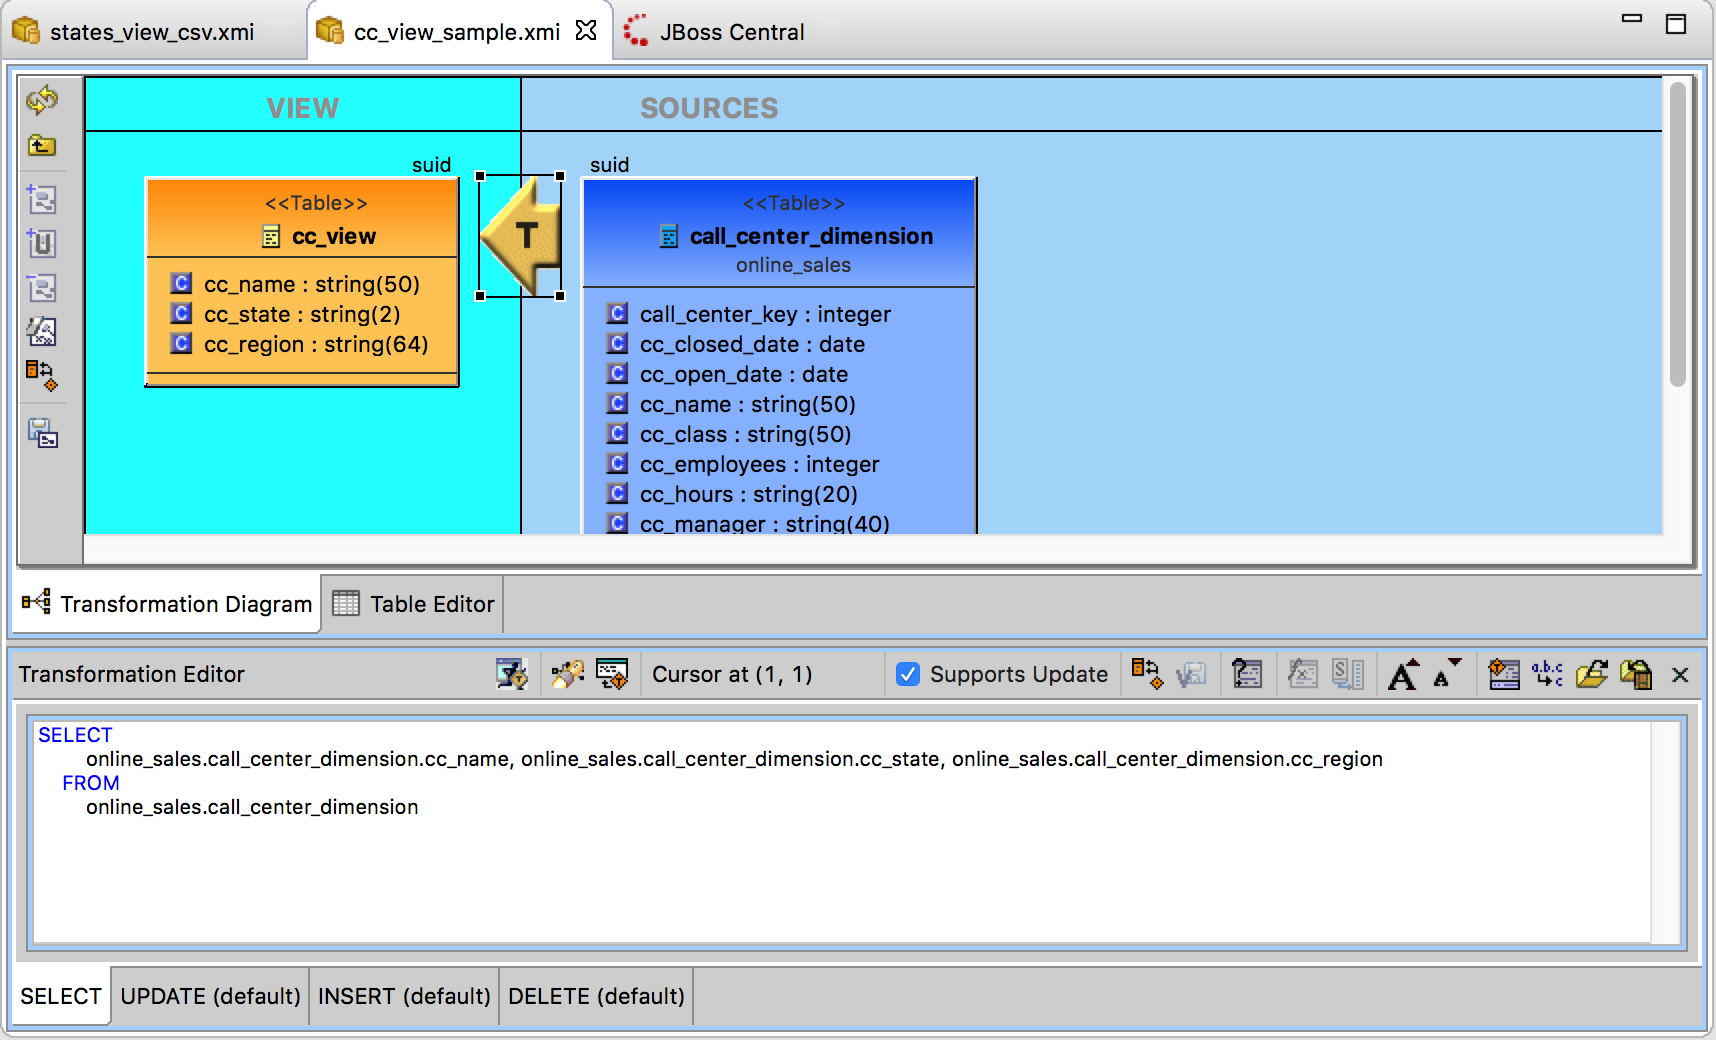 states_view_csv.xmi
cc_view_sample.xmi
JBoss Central
VIEW
SOURCES
suid
<<Table>>
cc_view
cc_name : string(50)
cc_state : string(2)
cc_region : string(64)
T
suid
<<Table>>
call_center_dimension
online_sales
call_center_key : integer
cc_closed_date : date
cc_open_date : date
cc_name : string(50)
cc_class : string(50)
cc_employees : integer
cc_hours : string(20)
cc_manager : string(40)
Transformation Diagram
Table Editor
Transformation Editor
Cursor at (1, 1)
Supports Update
SELECT
online_sales.call_center_dimension.cc_name, online_sales.call_center_dimension.cc_state, online_sales.call_center_dimension.cc_region
FROM
online_sales.call_center_dimension
SELECT
UPDATE (default)
INSERT (default)
DELETE (default)